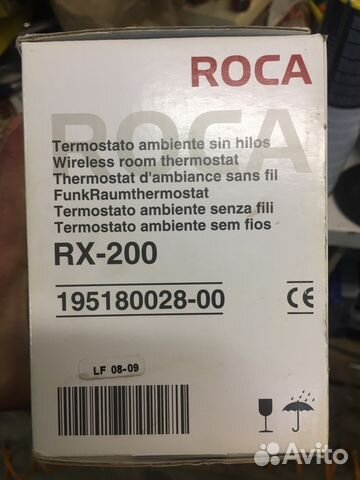 ROCA
ROCA
Termostato ambiente sin hilos
Wireless room thermostat
Thermostat d'ambiance sans fil
FunkRaumthermostat
Termostato ambiente senza fili
Termostato ambiente sem fios
RX-200
195180028-00
CE
LF 08-09
Avito